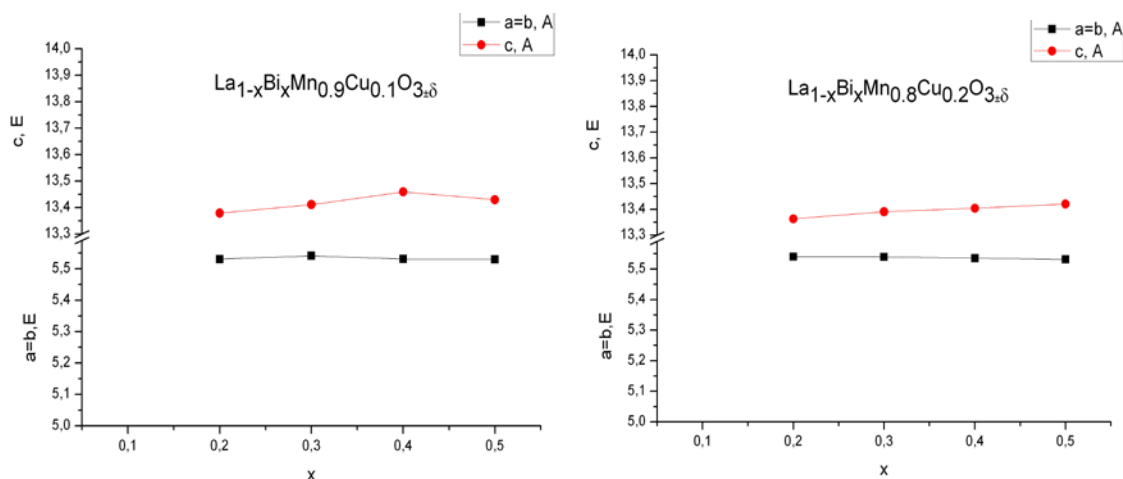 a=b, A
c, A
La1-xBixMn0.9Cu0.1O3±δ
c, E
a=b,E
14,0
13,9
13,8
13,7
13,6
13,5
13,4
13,3
5,5
5,4
5,3
5,2
5,1
5,0
0,1 0,2 0,3 0,4 0,5
x
a=b, A
c, A
La1-xBixMn0.8Cu0.2O3±δ
c, E
a=b,E
14,0
13,9
13,8
13,7
13,6
13,5
13,4
13,3
5,5
5,4
5,3
5,2
5,1
5,0
0,1 0,2 0,3 0,4 0,5
x